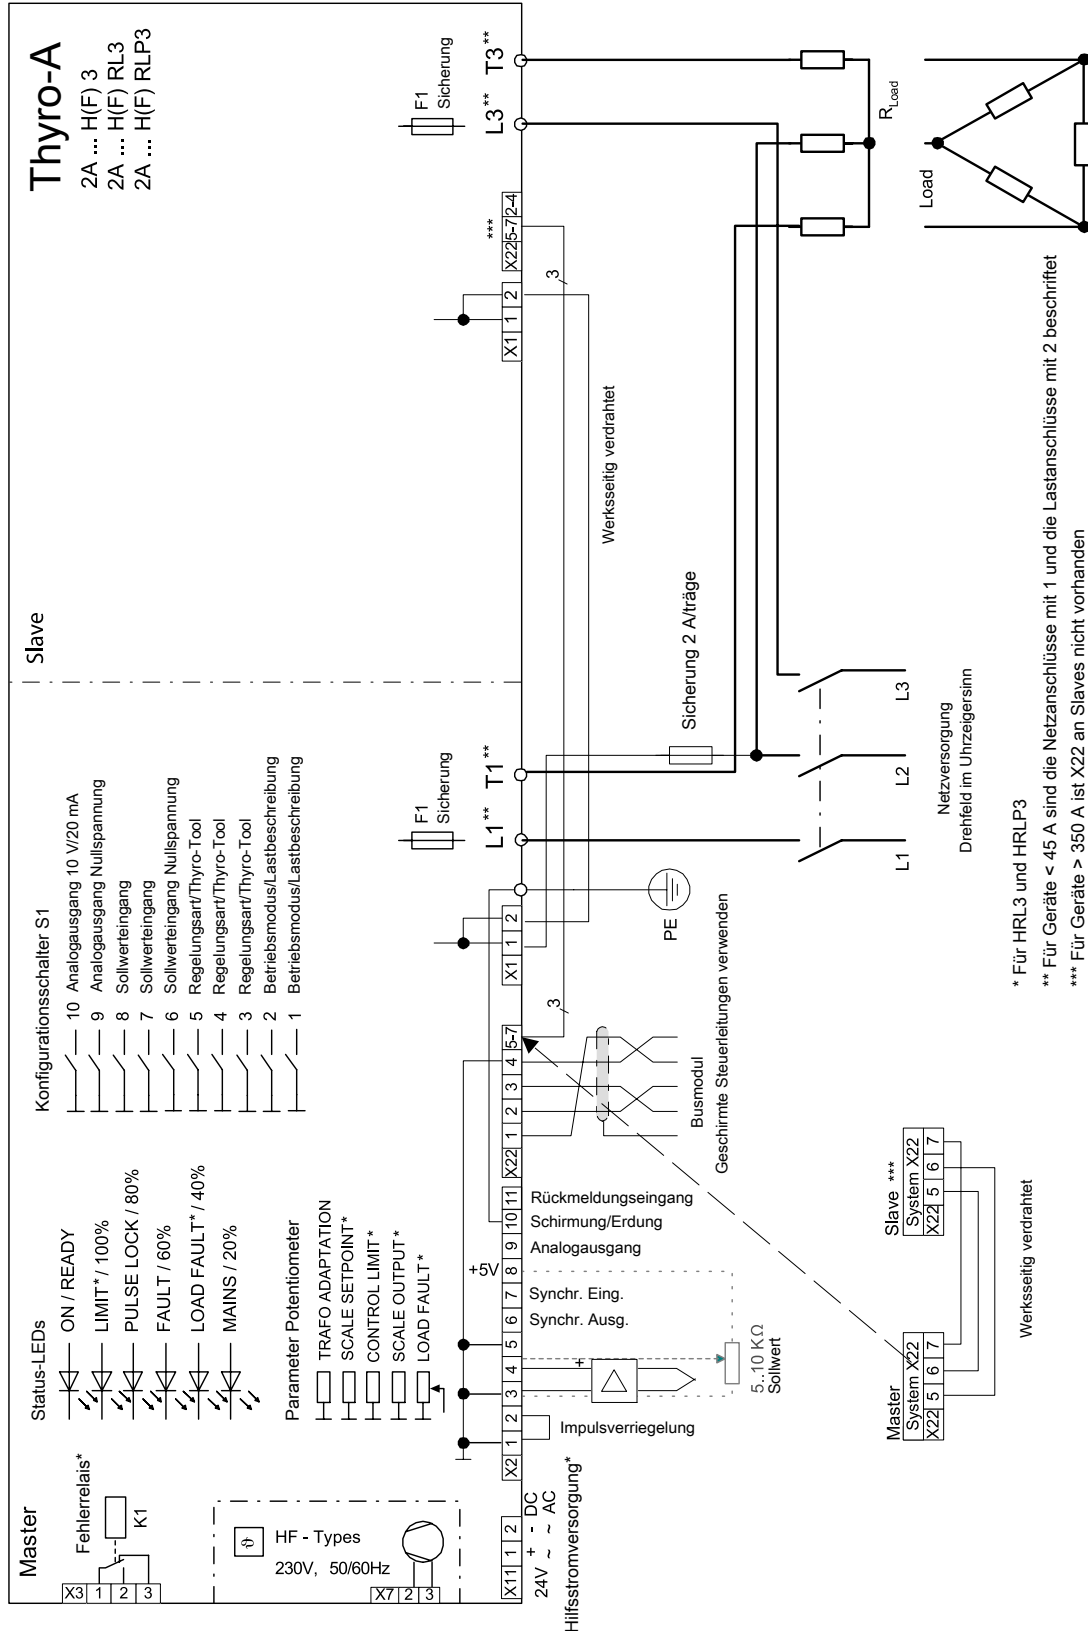 Thyro-A
2A ... H(F) 3
2A ... H(F) RL3
2A ... H(F) RLP3
Master
Slave
Fehlerrelais*
K1
X3 1 2 3
HF - Types
230V, 50/60Hz
ϑ
X7 2 3
Status-LEDs
ON / READY
LIMIT* / 100%
PULSE LOCK / 80%
FAULT / 60%
LOAD FAULT* / 40%
MAINS / 20%
Parameter Potentiometer
TRAFO ADAPTATION
SCALE SETPOINT*
CONTROL LIMIT*
SCALE OUTPUT*
LOAD FAULT*
Konfigurationsschalter S1
10 Analogausgang 10 V/20 mA
9 Analogausgang Nullspannung
8 Sollwerteingang
7 Sollwerteingang
6 Sollwerteingang Nullspannung
5 Regelungsart/Thyro-Tool
4 Regelungsart/Thyro-Tool
3 Regelungsart/Thyro-Tool
2 Betriebsmodus/Lastbeschreibung
1 Betriebsmodus/Lastbeschreibung
F1
Sicherung
L1** T1**
F1
Sicherung
L3** T3**
X11 1 2
24V + - DC
~ ~ AC
Hilfsstromversorgung*
X2 1 2 3 4 5 6 7 8 9 10 11
+5V
Impulsverriegelung
+
5..10 KΩ
Sollwert
Synchr. Ausg.
Synchr. Eing.
Analogausgang
Schirmung/Erdung
Rückmeldungseingang
X22 1 2 3 4 5-7
3
Busmodul
Geschirmte Steuerleitungen verwenden
X1 1 2
PE
X1 1 2
***
X22 5-7 2-4
3
Werksseitig verdrahtet
Sicherung 2 A/träge
L1 L2 L3
Netzversorgung
Drehfeld im Uhrzeigersinn
RLoad
Load
Master
System X22
X22 5 6 7
Slave ***
System X22
X22 5 6 7
Werksseitig verdrahtet
* Für HRL3 und HRLP3
** Für Geräte < 45 A sind die Netzanschlüsse mit 1 und die Lastanschlüsse mit 2 beschriftet
*** Für Geräte > 350 A ist X22 an Slaves nicht vorhanden